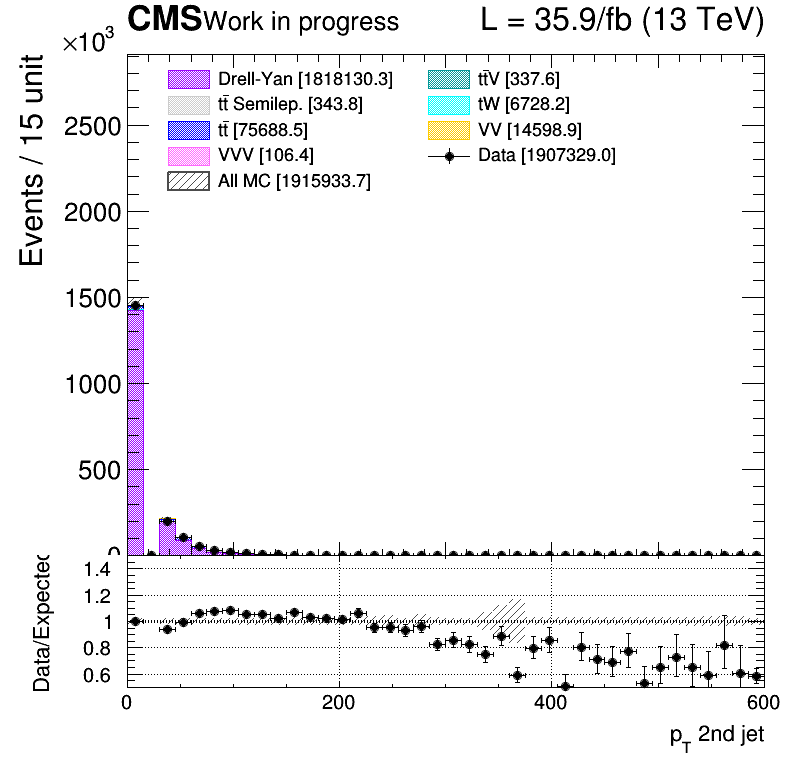 CMS Work in progress L = 35.9/fb (13 TeV)
×10³
Drell-Yan [1818130.3]
tt̄ Semilep. [343.8]
tt̄ [75688.5]
VVV [106.4]
All MC [1915933.7]
tt̄V [337.6]
tW [6728.2]
VV [14598.9]
Data [1907329.0]
Events / 15 unit
2500
2000
1500
1000
500
0
Data/Expected
1.4
1.2
1
0.8
0.6
0 200 400 600
p_T 2nd jet